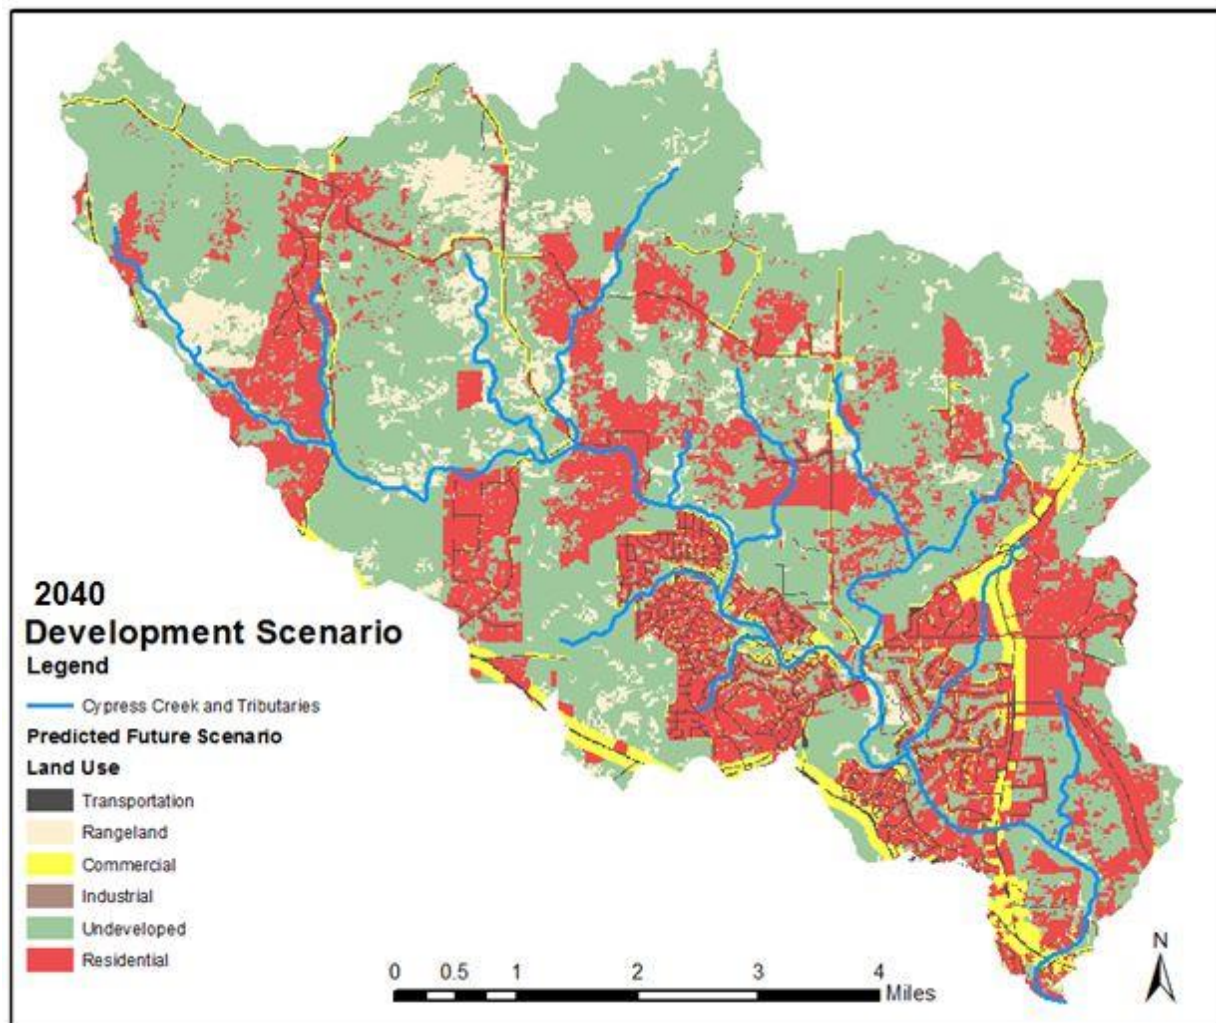 2040
Development Scenario
Legend
Cypress Creek and Tributaries
Predicted Future Scenario
Land Use
Transportation
Rangeland
Commercial
Industrial
Undeveloped
Residential
0 0.5 1 2 3 4
Miles
N